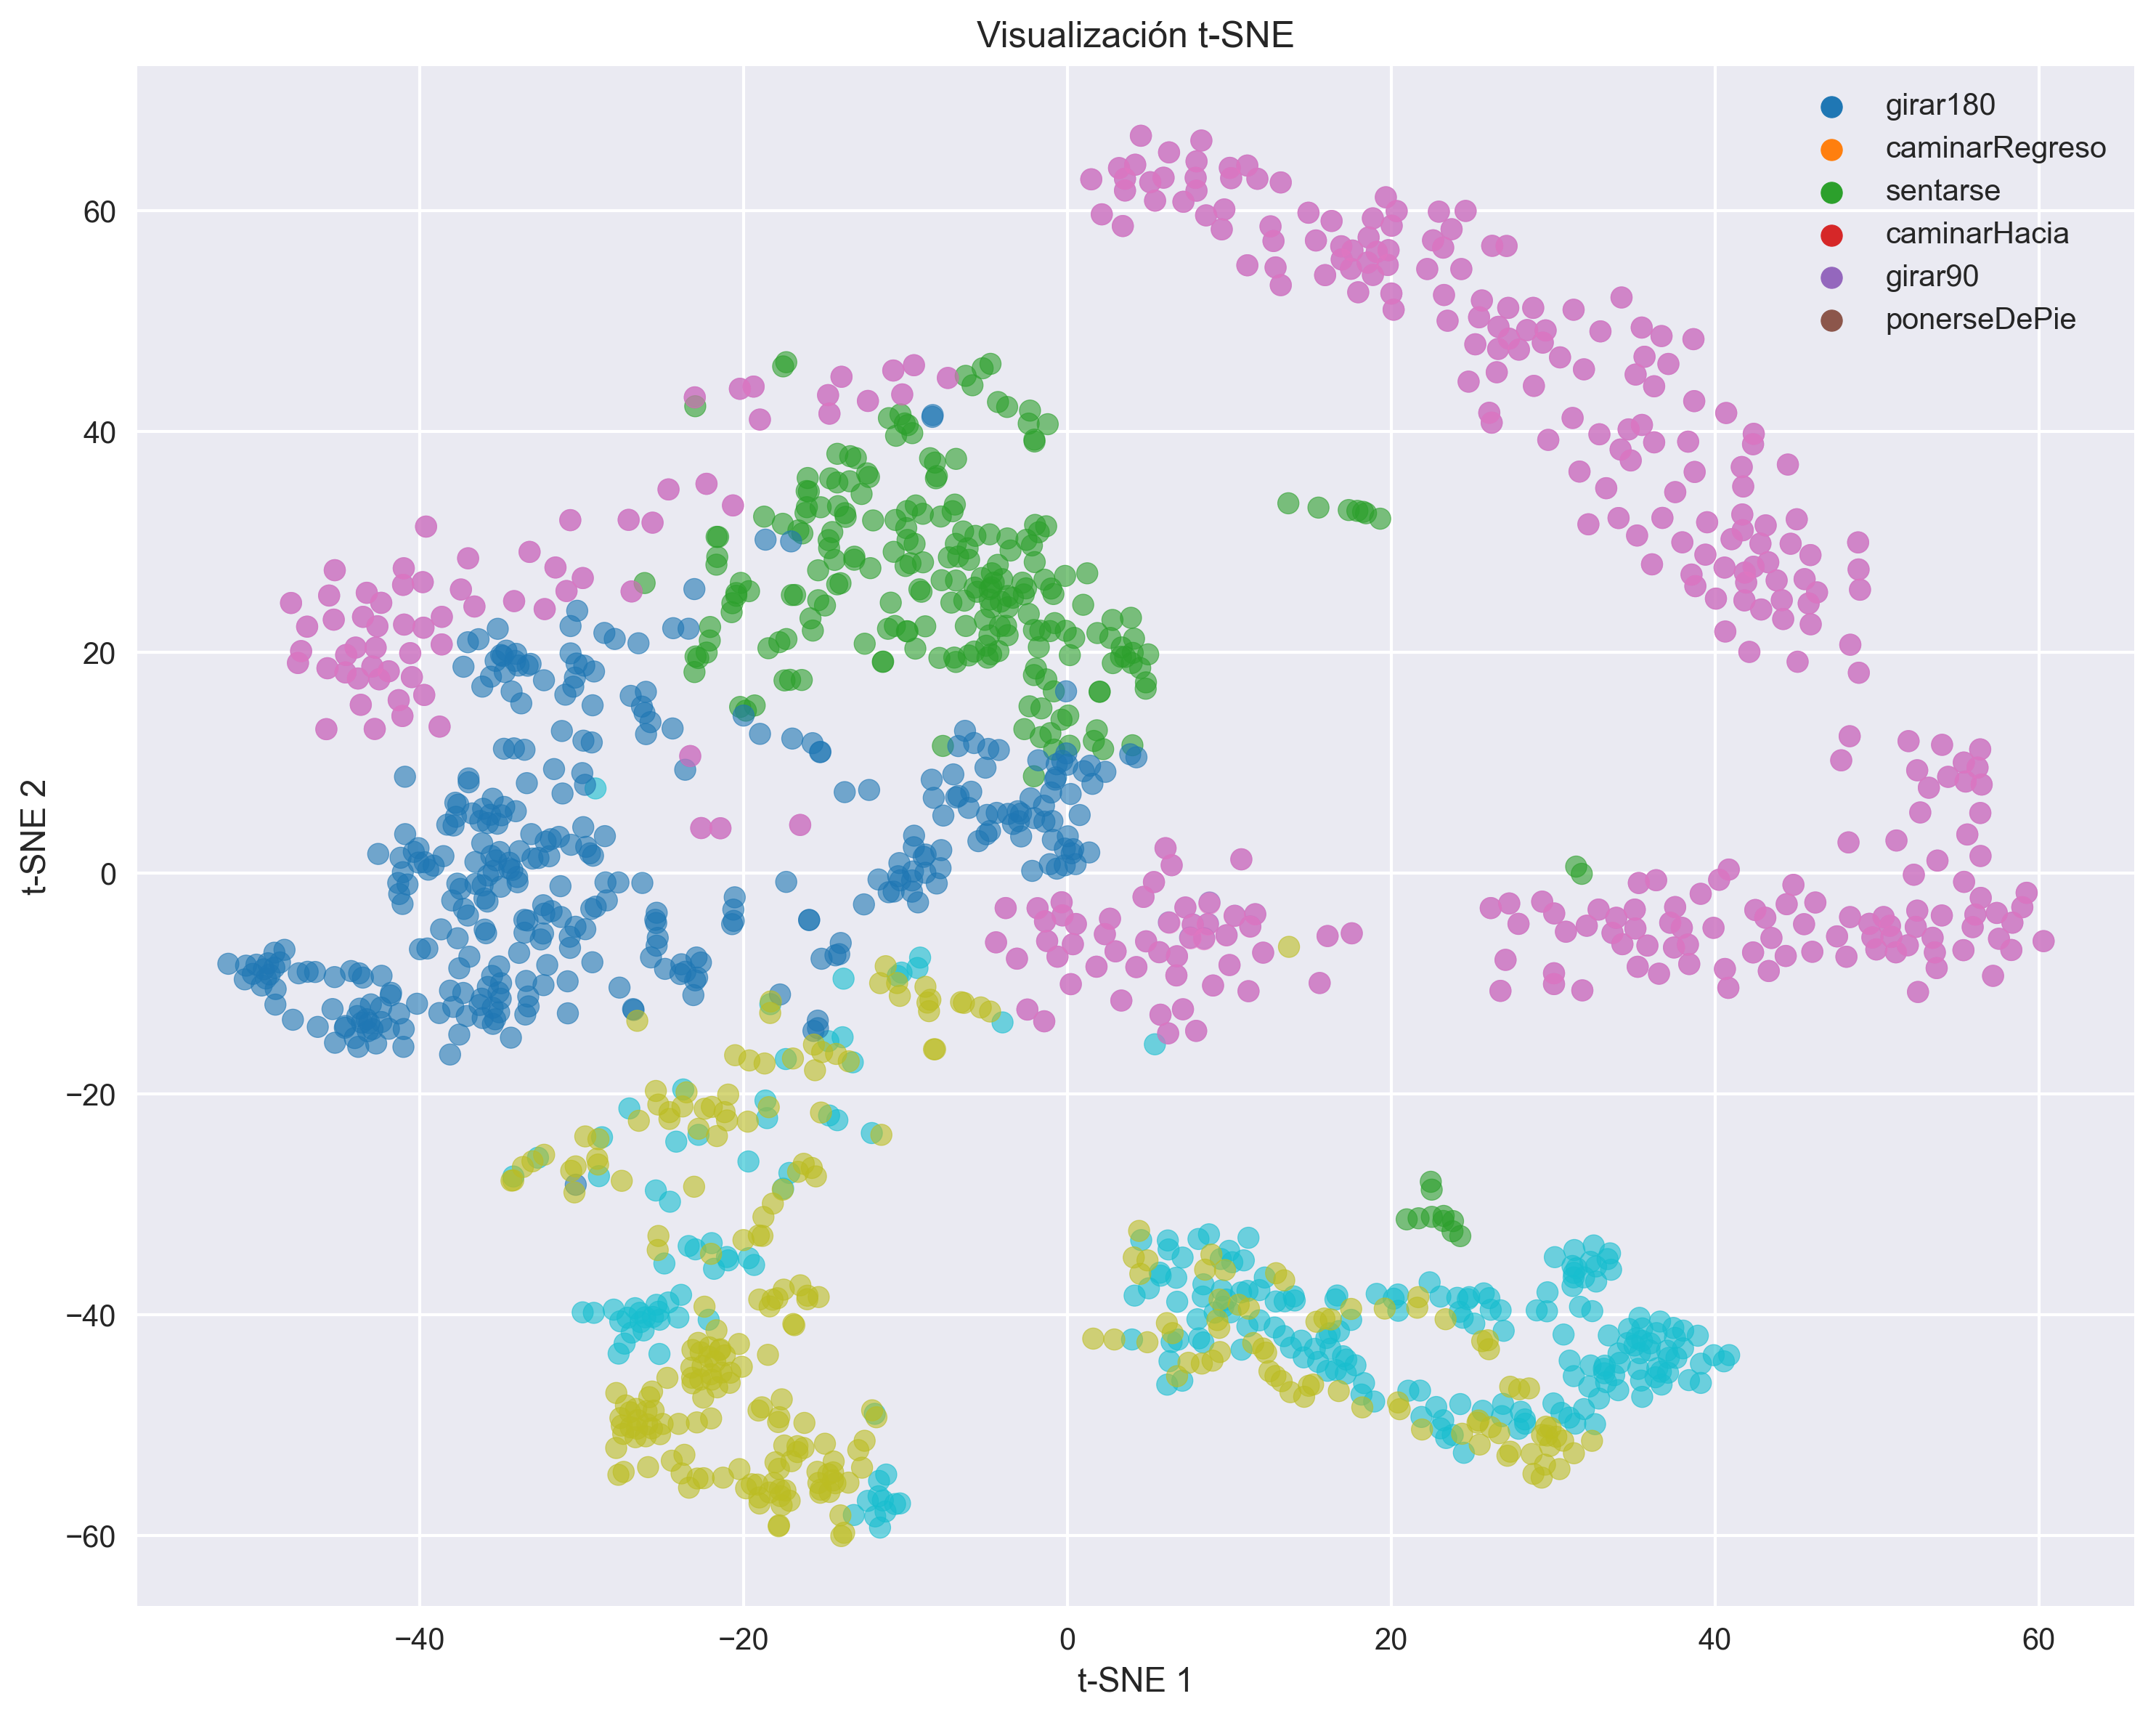 Visualización t-SNE
girar180
caminarRegreso
sentarse
caminarHacia
girar90
ponerseDePie
t-SNE 2
60
40
20
0
−20
−40
−60
−40
−20
0
20
40
60
t-SNE 1